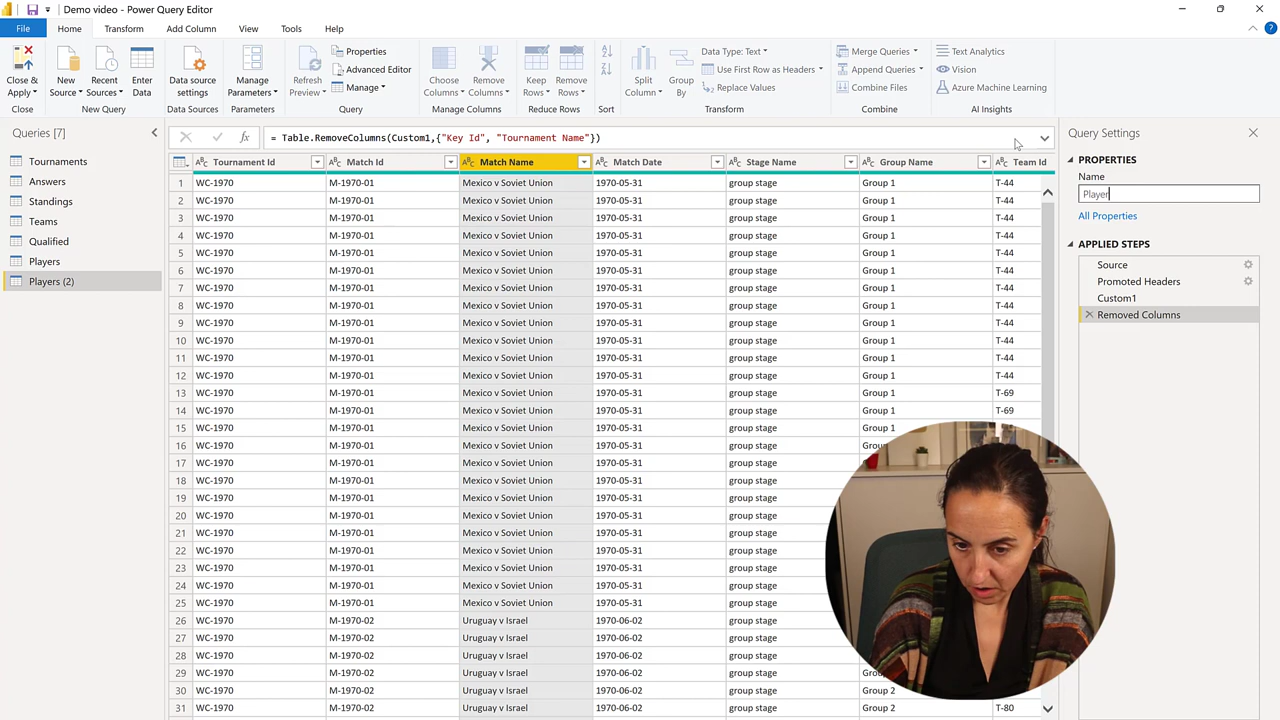 Demo video - Power Query Editor
File Home Transform Add Column View Tools Help
Close & Apply New Source Recent Sources Enter Data Data source settings Manage Parameters Refresh Preview Properties Advanced Editor Manage Choose Columns Remove Columns Keep Rows Remove Rows Split Column Group By Data Type: Text Use First Row as Headers Replace Values Merge Queries Append Queries Combine Files Text Analytics Vision Azure Machine Learning
Close New Query Data Sources Parameters Query Manage Columns Reduce Rows Sort Transform Combine AI Insights
Queries [7]
Tournaments
Answers
Standings
Teams
Qualified
Players
Players (2)
= Table.RemoveColumns(Custom1,{"Key Id", "Tournament Name"})
Tournament Id Match Id Match Name Match Date Stage Name Group Name Team Id
1 WC-1970 M-1970-01 Mexico v Soviet Union 1970-05-31 group stage Group 1 T-44
2 WC-1970 M-1970-01 Mexico v Soviet Union 1970-05-31 group stage Group 1 T-44
3 WC-1970 M-1970-01 Mexico v Soviet Union 1970-05-31 group stage Group 1 T-44
4 WC-1970 M-1970-01 Mexico v Soviet Union 1970-05-31 group stage Group 1 T-44
5 WC-1970 M-1970-01 Mexico v Soviet Union 1970-05-31 group stage Group 1 T-44
6 WC-1970 M-1970-01 Mexico v Soviet Union 1970-05-31 group stage Group 1 T-44
7 WC-1970 M-1970-01 Mexico v Soviet Union 1970-05-31 group stage Group 1 T-44
8 WC-1970 M-1970-01 Mexico v Soviet Union 1970-05-31 group stage Group 1 T-44
9 WC-1970 M-1970-01 Mexico v Soviet Union 1970-05-31 group stage Group 1 T-44
10 WC-1970 M-1970-01 Mexico v Soviet Union 1970-05-31 group stage Group 1 T-44
11 WC-1970 M-1970-01 Mexico v Soviet Union 1970-05-31 group stage Group 1 T-44
12 WC-1970 M-1970-01 Mexico v Soviet Union 1970-05-31 group stage Group 1 T-44
13 WC-1970 M-1970-01 Mexico v Soviet Union 1970-05-31 group stage Group 1 T-69
14 WC-1970 M-1970-01 Mexico v Soviet Union 1970-05-31 group stage Group 1 T-69
15 WC-1970 M-1970-01 Mexico v Soviet Union 1970-05-31 group stage Group 1
16 WC-1970 M-1970-01 Mexico v Soviet Union 1970-05-31 group stage
17 WC-1970 M-1970-01 Mexico v Soviet Union 1970-05-31 group stage
18 WC-1970 M-1970-01 Mexico v Soviet Union 1970-05-31 group stage
19 WC-1970 M-1970-01 Mexico v Soviet Union 1970-05-31 group stage
20 WC-1970 M-1970-01 Mexico v Soviet Union 1970-05-31 group stage
21 WC-1970 M-1970-01 Mexico v Soviet Union 1970-05-31 group stage
22 WC-1970 M-1970-01 Mexico v Soviet Union 1970-05-31 group stage
23 WC-1970 M-1970-01 Mexico v Soviet Union 1970-05-31 group stage
24 WC-1970 M-1970-01 Mexico v Soviet Union 1970-05-31 group stage
25 WC-1970 M-1970-01 Mexico v Soviet Union 1970-05-31 group stage
26 WC-1970 M-1970-02 Uruguay v Israel 1970-06-02 group stage
27 WC-1970 M-1970-02 Uruguay v Israel 1970-06-02 group stage
28 WC-1970 M-1970-02 Uruguay v Israel 1970-06-02 group stage
29 WC-1970 M-1970-02 Uruguay v Israel 1970-06-02 group stage
30 WC-1970 M-1970-02 Uruguay v Israel 1970-06-02 group stage Group 2
31 WC-1970 M-1970-02 Uruguay v Israel 1970-06-02 group stage Group 2 T-80
Query Settings
PROPERTIES
Name
Player
All Properties
APPLIED STEPS
Source
Promoted Headers
Custom1
Removed Columns